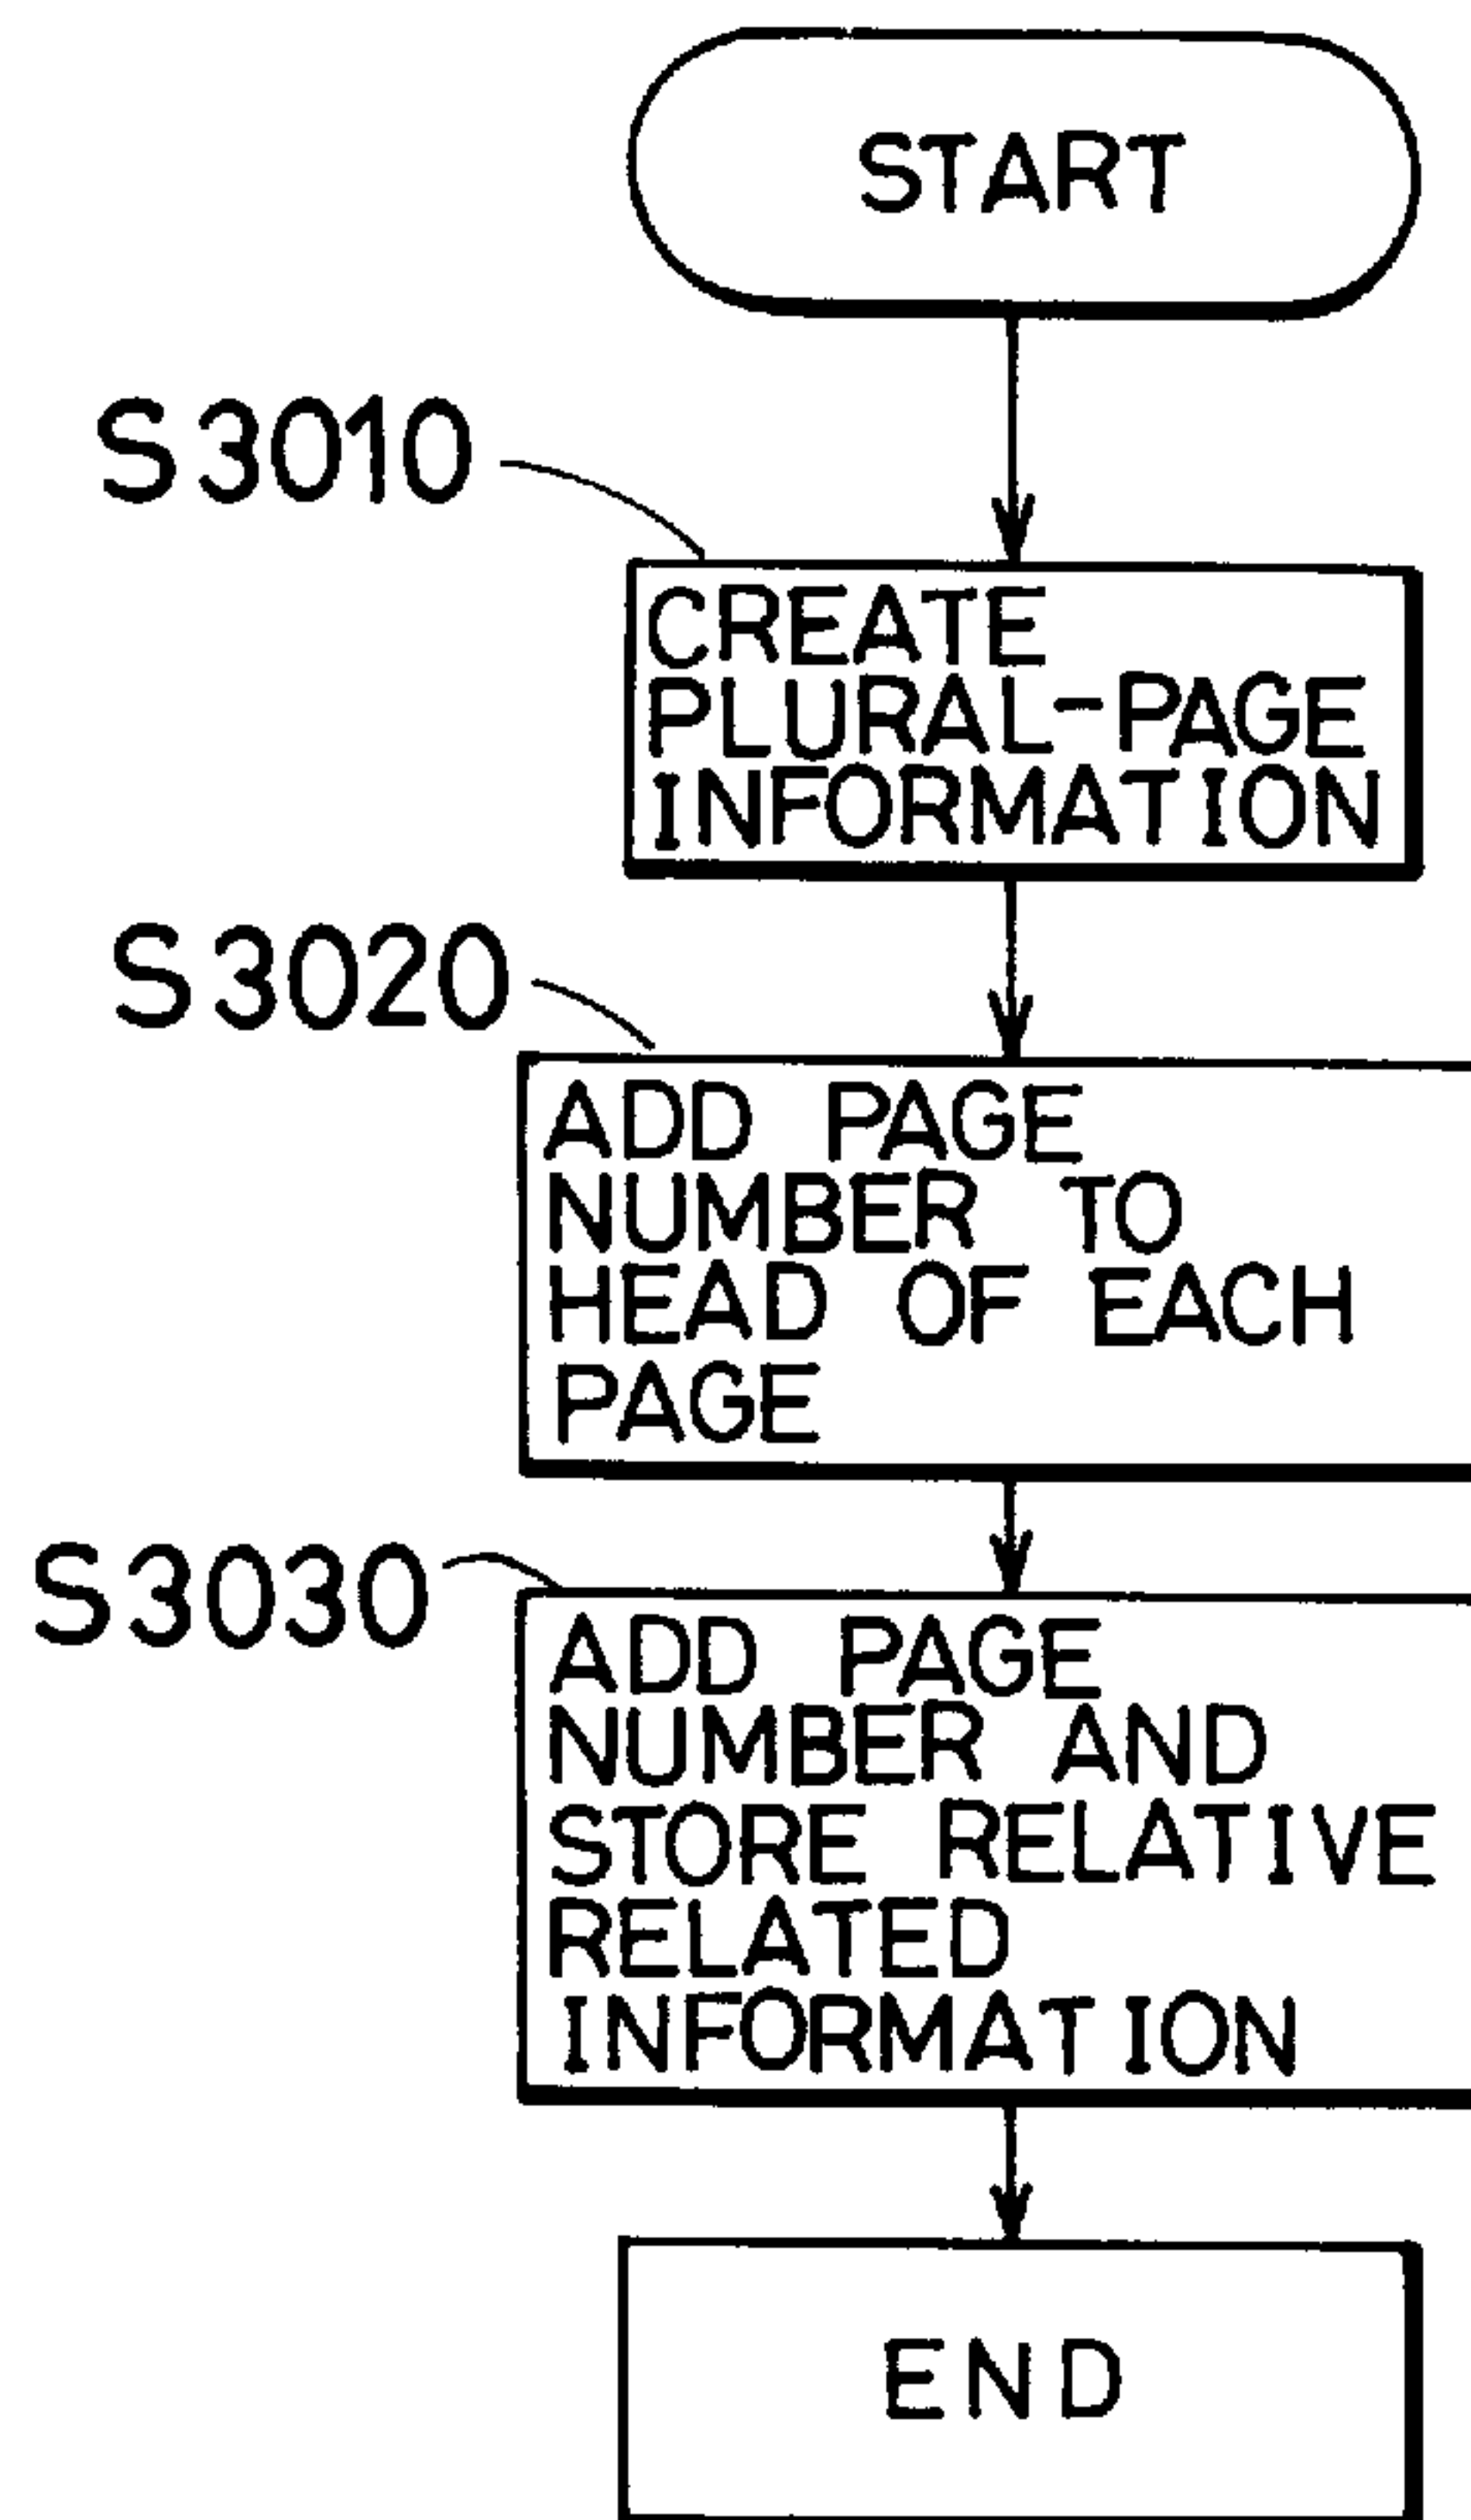 START
S3010
CREATE
PLURAL-PAGE
INFORMATION
S3020
ADD PAGE
NUMBER TO
HEAD OF EACH
PAGE
S3030
ADD PAGE
NUMBER AND
STORE RELATIVE
RELATED
INFORMATION
END